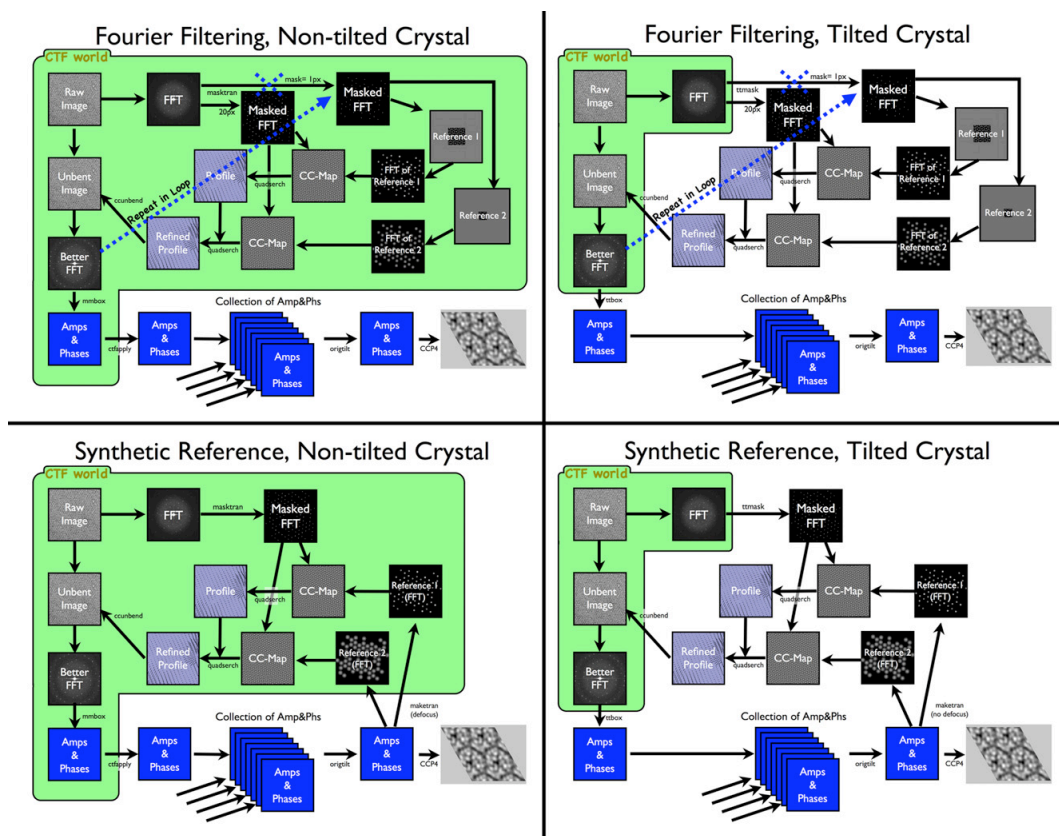 Fourier Filtering, Non-tilted Crystal
CTF world
Raw
Image
FFT
masktran
20px
mask= 1px
Masked
FFT
Masked
FFT
Reference 1
Unbent
Image
Profile
quadserch
CC-Map
FFT of
Reference 1
ccunbend
Repeat in Loop
Reference 2
Better
FFT
Refined
Profile
quadserch
CC-Map
FFT of
Reference 2
mmbox
Collection of Amp&Phs
Amps
&
Phases
ctfapply
Amps
&
Phases
Amps
&
Phases
origtilt
Amps
&
Phases
CCP4
Fourier Filtering, Tilted Crystal
CTF world
Raw
Image
FFT
ttmask
20px
mask= 1px
Masked
FFT
Masked
FFT
Reference 1
Unbent
Image
Profile
quadserch
CC-Map
FFT of
Reference 1
ccunbend
Repeat in Loop
Reference 2
Better
FFT
Refined
Profile
quadserch
CC-Map
FFT of
Reference 2
ttbox
Collection of Amp&Phs
Amps
&
Phases
Amps
&
Phases
origtilt
Amps
&
Phases
CCP4
Synthetic Reference, Non-tilted Crystal
CTF world
Raw
Image
FFT
masktran
Masked
FFT
Unbent
Image
Profile
quadserch
CC-Map
Reference 1
(FFT)
ccunbend
Better
FFT
Refined
Profile
quadserch
CC-Map
Reference 2
(FFT)
mmbox
maketran
(defocus)
Collection of Amp&Phs
Amps
&
Phases
ctfapply
Amps
&
Phases
Amps
&
Phases
origtilt
Amps
&
Phases
CCP4
Synthetic Reference, Tilted Crystal
CTF world
Raw
Image
FFT
ttmask
Masked
FFT
Unbent
Image
Profile
quadserch
CC-Map
Reference 1
(FFT)
ccunbend
Better
FFT
Refined
Profile
quadserch
CC-Map
Reference 2
(FFT)
ttbox
maketran
(no defocus)
Collection of Amp&Phs
Amps
&
Phases
Amps
&
Phases
origtilt
Amps
&
Phases
CCP4